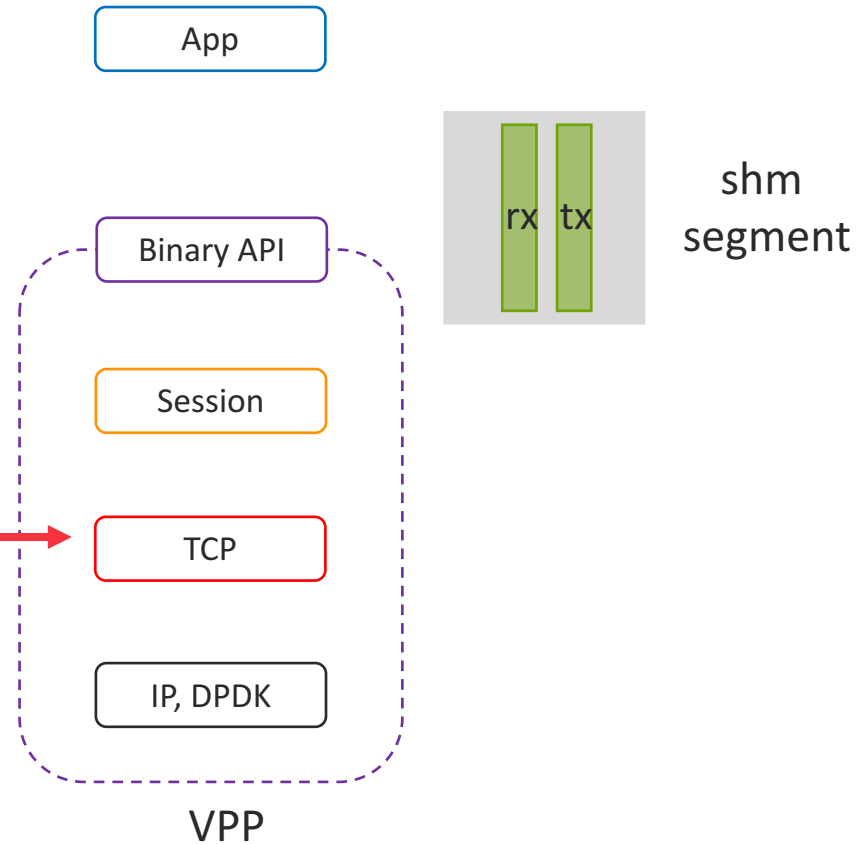 App
rx tx
shm
segment
Binary API
Session
TCP
IP, DPDK
VPP